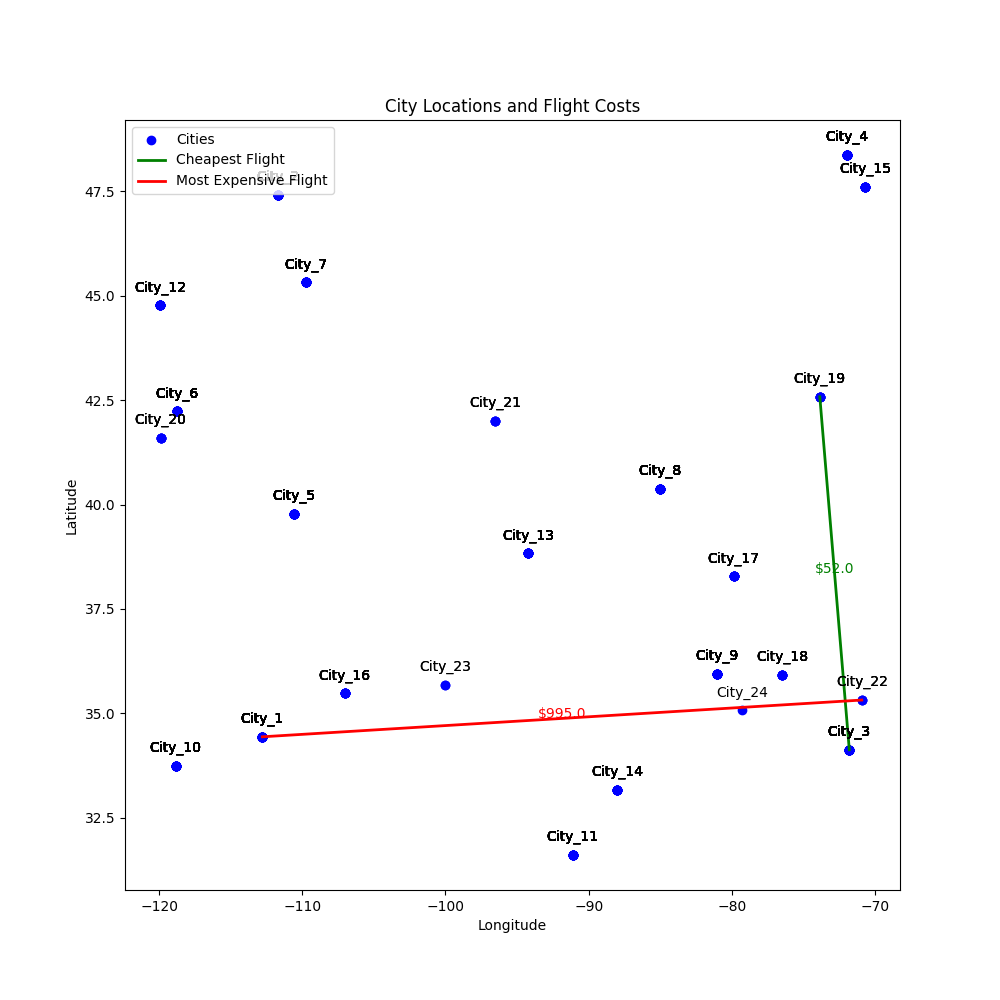 City Locations and Flight Costs
Cities
Cheapest Flight
Most Expensive Flight
City_4
City_15
City_7
City_12
City_19
City_6
City_21
City_20
City_8
City_5
City_13
City_17
$52.0
City_9
City_18
City_23
City_16
City_22
City_24
$995.0
City_1
City_3
City_10
City_14
City_11
47.5
45.0
42.5
40.0
37.5
35.0
32.5
Latitude
−120 −110 −100 −90 −80 −70
Longitude